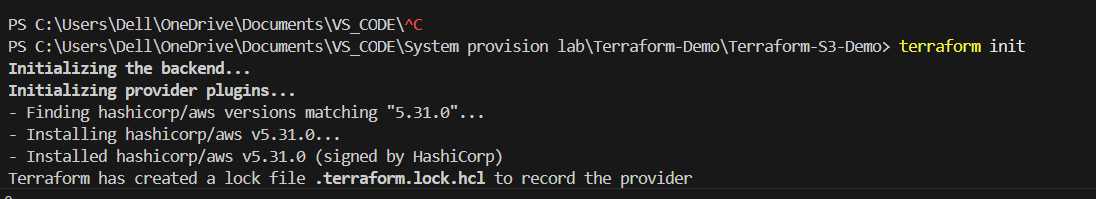 PS C:\Users\Dell\OneDrive\Documents\VS_CODE\^C
PS C:\Users\Dell\OneDrive\Documents\VS_CODE\System provision lab\Terraform-Demo\Terraform-S3-Demo> terraform init
Initializing the backend...
Initializing provider plugins...
- Finding hashicorp/aws versions matching "5.31.0"...
- Installing hashicorp/aws v5.31.0...
- Installed hashicorp/aws v5.31.0 (signed by HashiCorp)
Terraform has created a lock file .terraform.lock.hcl to record the provider